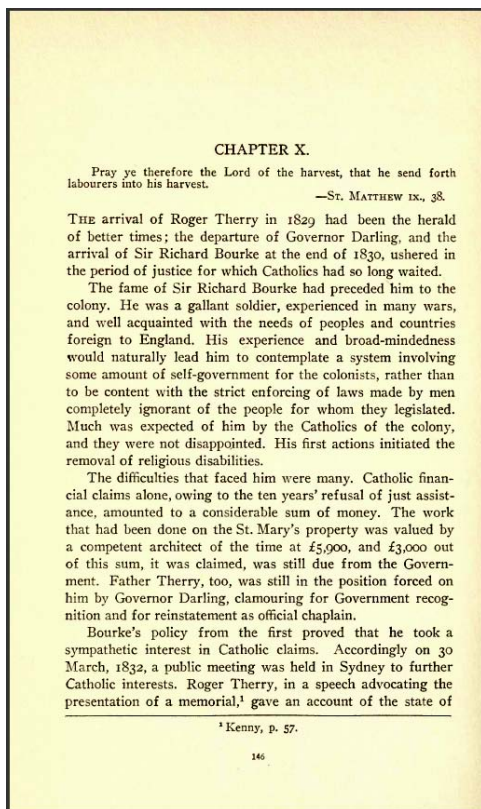 CHAPTER X.
Pray ye therefore the Lord of the harvest, that he send forth
labourers into his harvest.
—ST. MATTHEW IX., 38.
THE arrival of Roger Therry in 1829 had been the herald
of better times; the departure of Governor Darling, and the
arrival of Sir Richard Bourke at the end of 1830, ushered in
the period of justice for which Catholics had so long waited.
The fame of Sir Richard Bourke had preceded him to the
colony. He was a gallant soldier, experienced in many wars,
and well acquainted with the needs of peoples and countries
foreign to England. His experience and broad-mindedness
would naturally lead him to contemplate a system involving
some amount of self-government for the colonists, rather than
to be content with the strict enforcing of laws made by men
completely ignorant of the people for whom they legislated.
Much was expected of him by the Catholics of the colony,
and they were not disappointed. His first actions initiated the
removal of religious disabilities.
The difficulties that faced him were many. Catholic finan-
cial claims alone, owing to the ten years' refusal of just assist-
ance, amounted to a considerable sum of money. The work
that had been done on the St. Mary's property was valued by
a competent architect of the time at £5,900, and £3,000 out
of this sum, it was claimed, was still due from the Govern-
ment. Father Therry, too, was still in the position forced on
him by Governor Darling, clamouring for Government recog-
nition and for reinstatement as official chaplain.
Bourke's policy from the first proved that he took a
sympathetic interest in Catholic claims. Accordingly on 30
March, 1832, a public meeting was held in Sydney to further
Catholic interests. Roger Therry, in a speech advocating the
presentation of a memorial,¹ gave an account of the state of
¹ Kenny, p. 57.
146